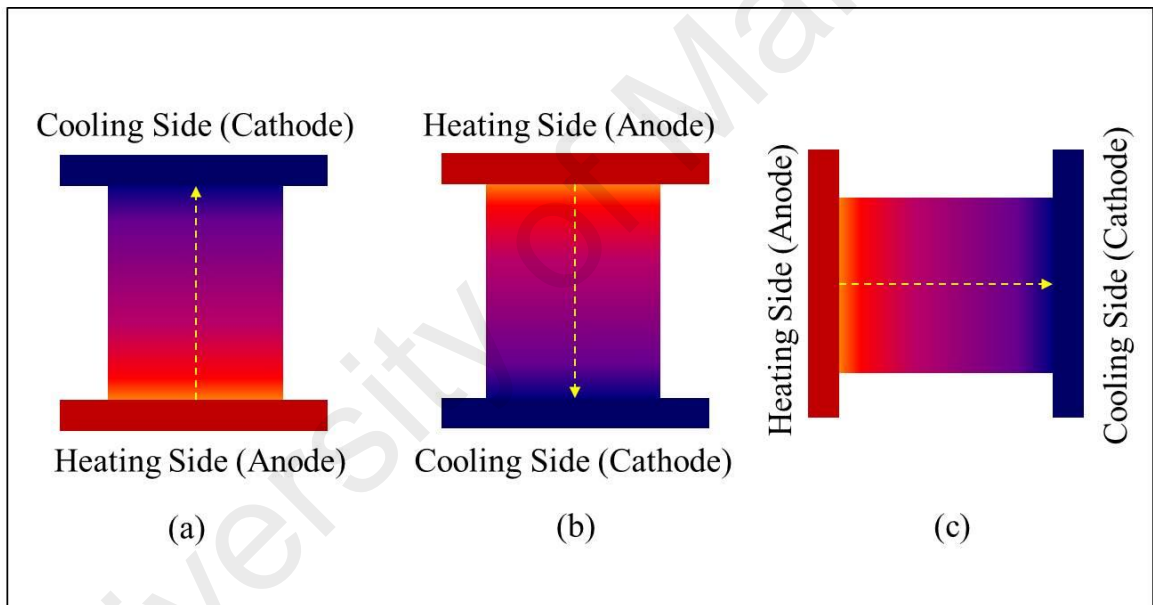 Cooling Side (Cathode)
Heating Side (Anode)
(a)
Heating Side (Anode)
Cooling Side (Cathode)
(b)
Heating Side (Anode)
Cooling Side (Cathode)
(c)